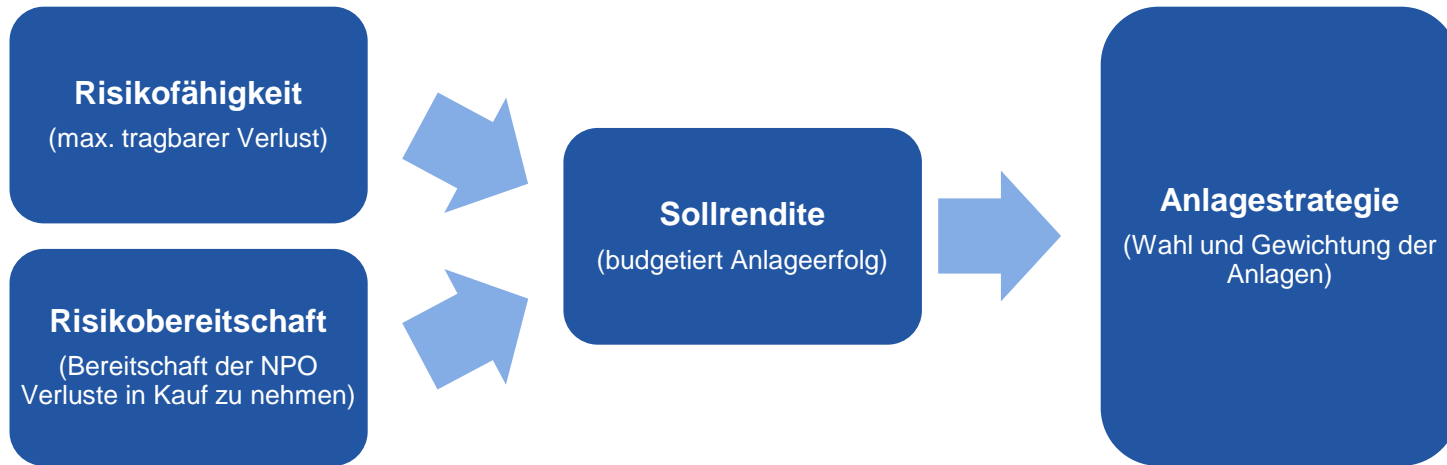 Risikofähigkeit
(max. tragbarer Verlust)
Risikobereitschaft
(Bereitschaft der NPO
Verluste in Kauf zu nehmen)
Sollrendite
(budgetiert Anlageerfolg)
Anlagestrategie
(Wahl und Gewichtung der
Anlagen)